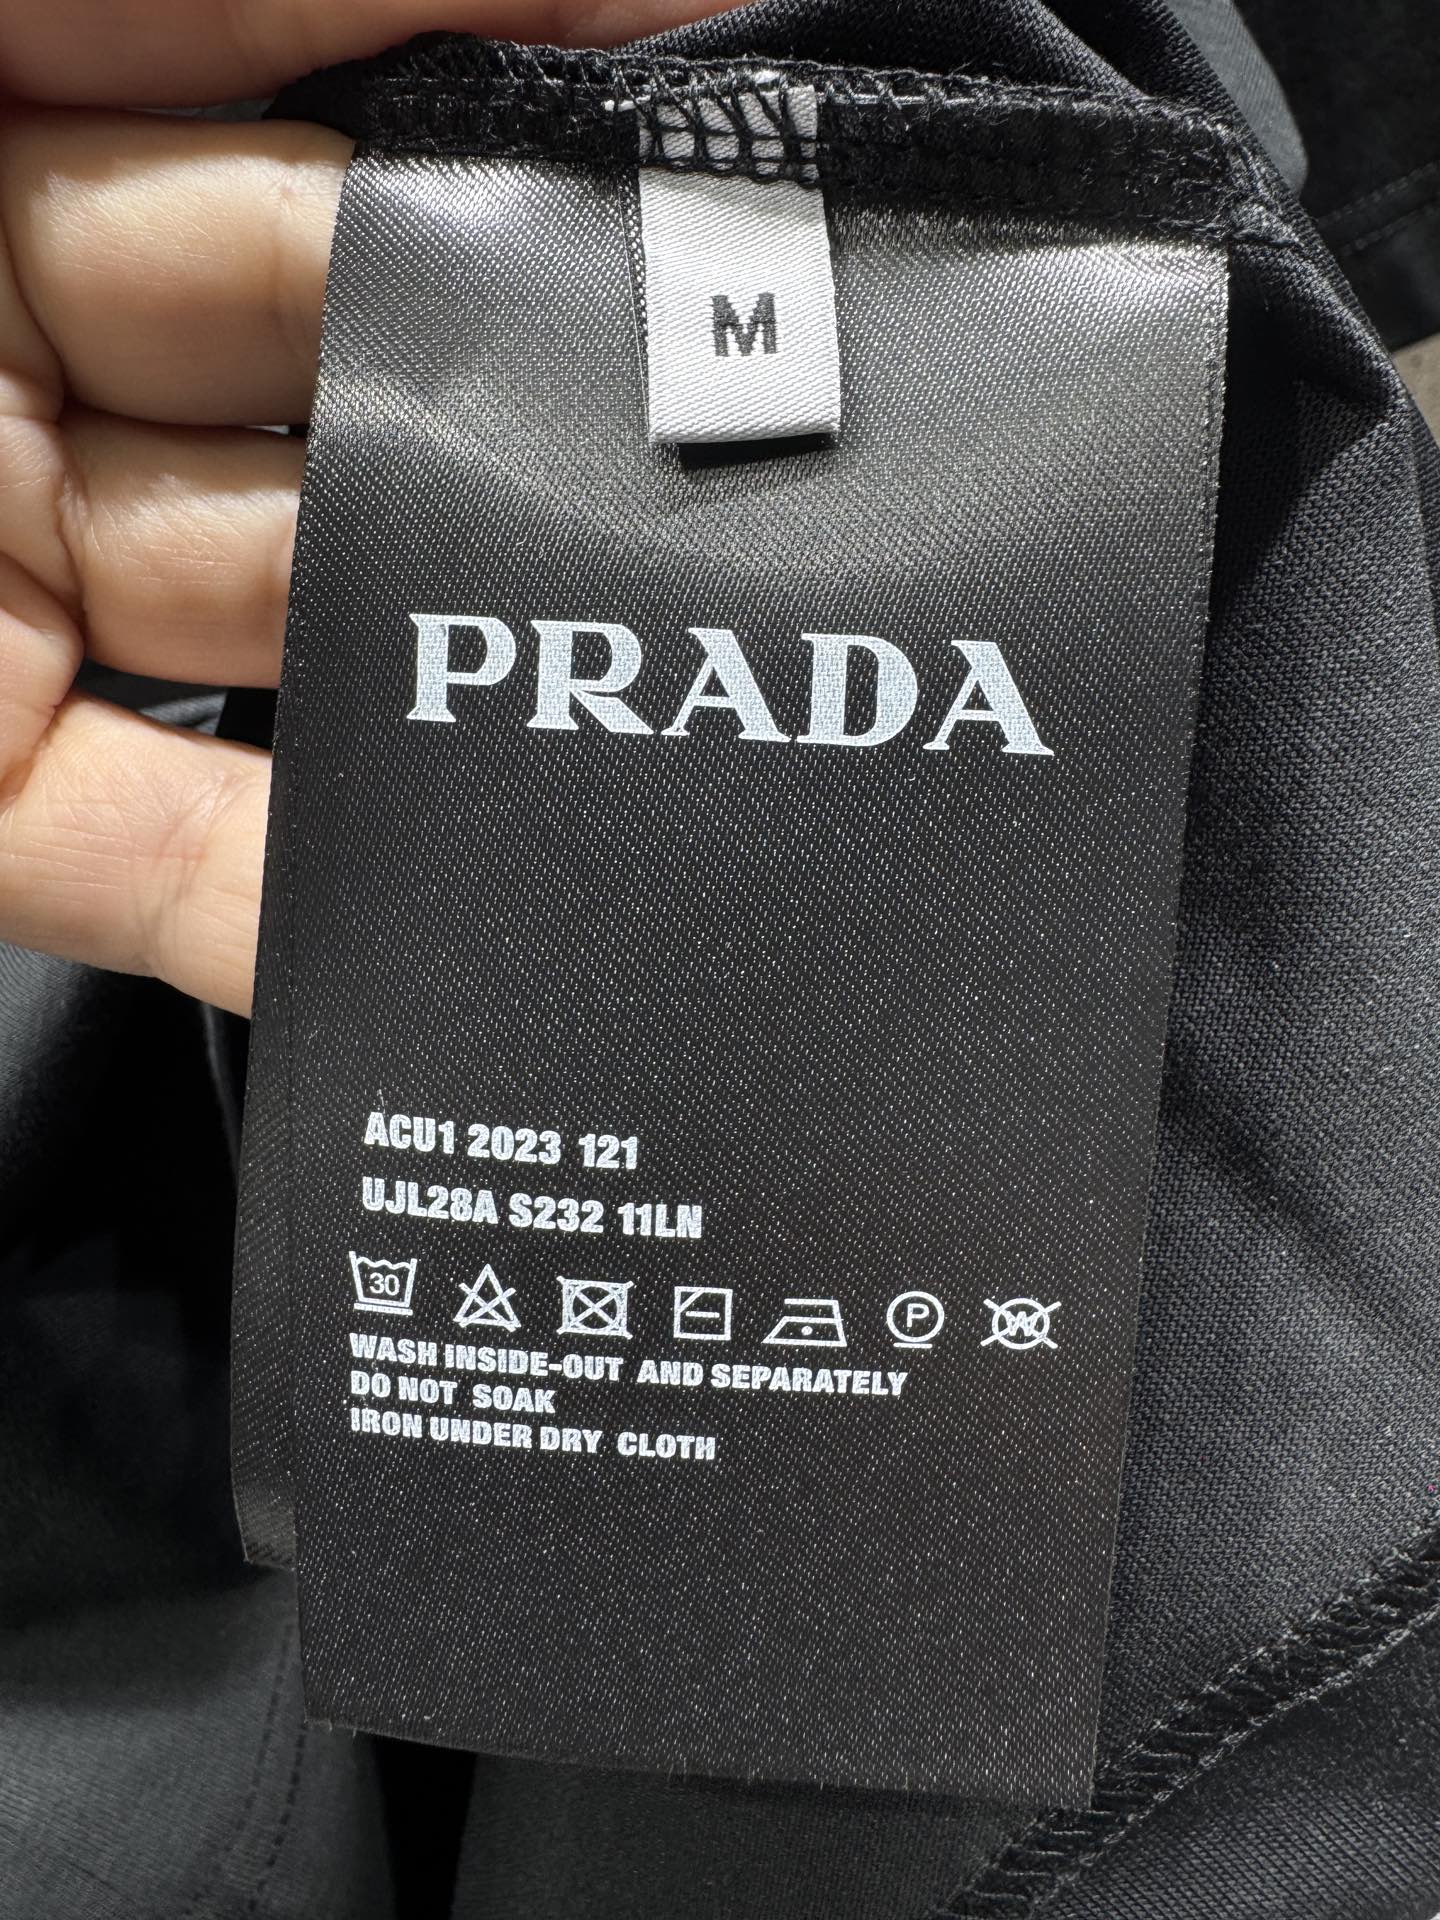 M
PRADA
ACU1 2023 121
UJL28A S232 11LN
30 P W
WASH INSIDE-OUT AND SEPARATELY
DO NOT SOAK
IRON UNDER DRY CLOTH